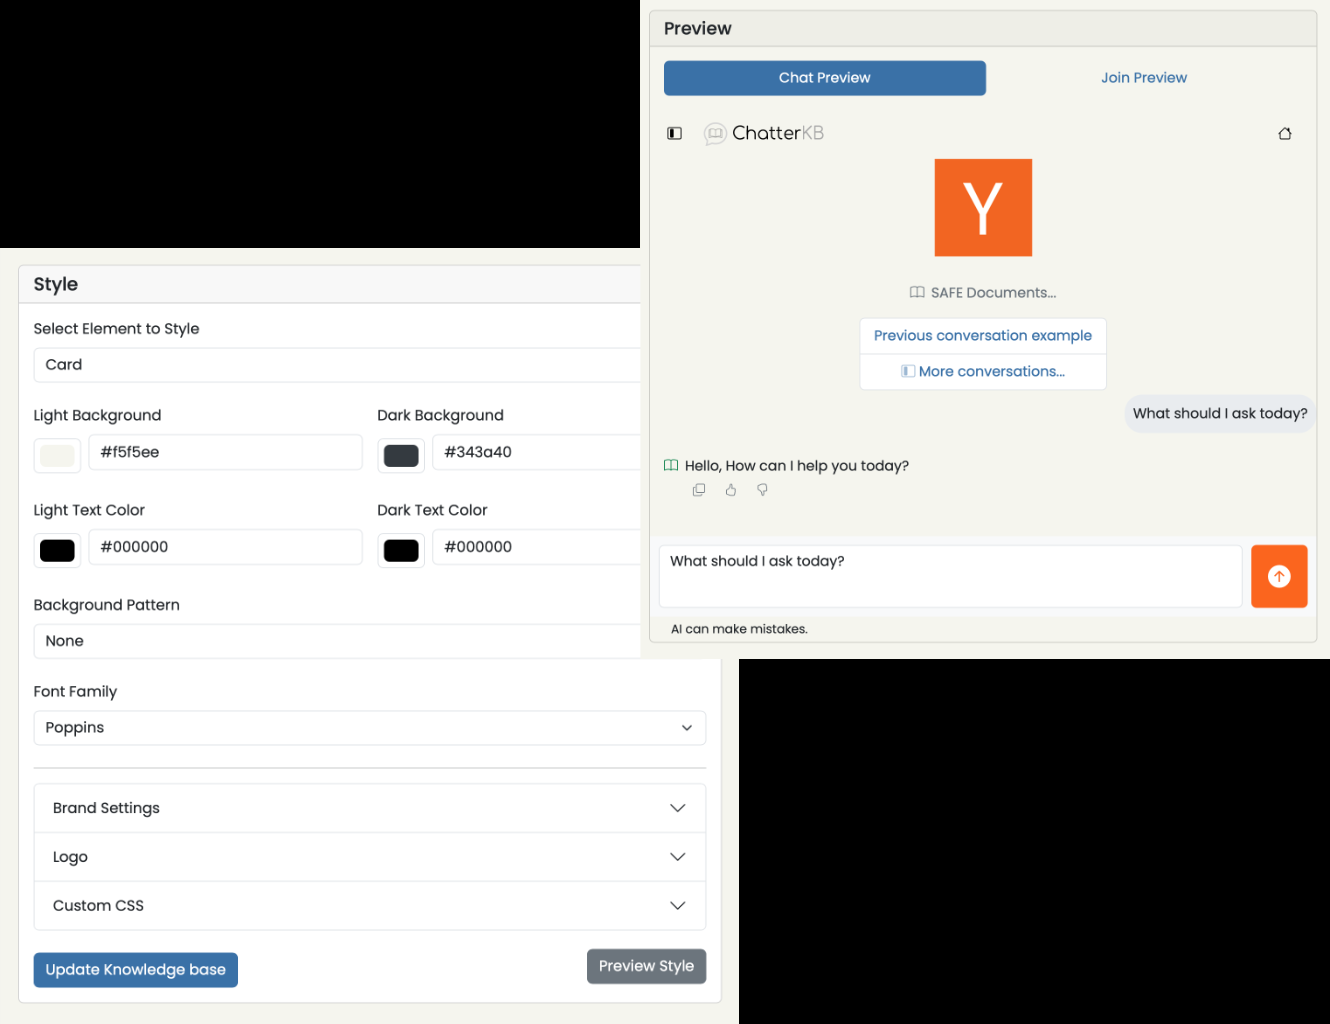 Preview
Chat Preview
Join Preview
ChatterKB
Y
SAFE Documents...
Previous conversation example
More conversations...
What should I ask today?
Hello, How can I help you today?
What should I ask today?
AI can make mistakes.
Style
Select Element to Style
Card
Light Background
Dark Background
#f5f5ee
#343a40
Light Text Color
Dark Text Color
#000000
#000000
Background Pattern
None
Font Family
Poppins
Brand Settings
Logo
Custom CSS
Update Knowledge base
Preview Style